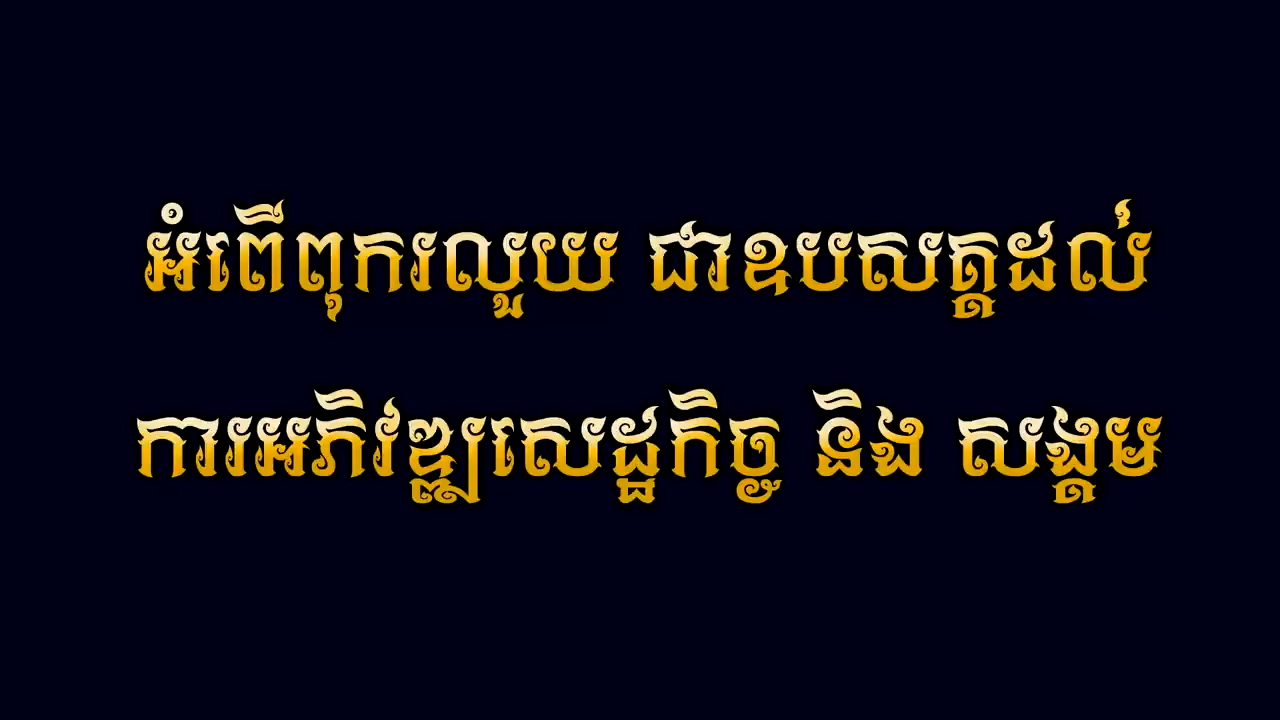 អំពើពុករលួយ ជាឧបសគ្គដល់
ការអភិវឌ្ឍសេដ្ឋកិច្ច និង សង្គម